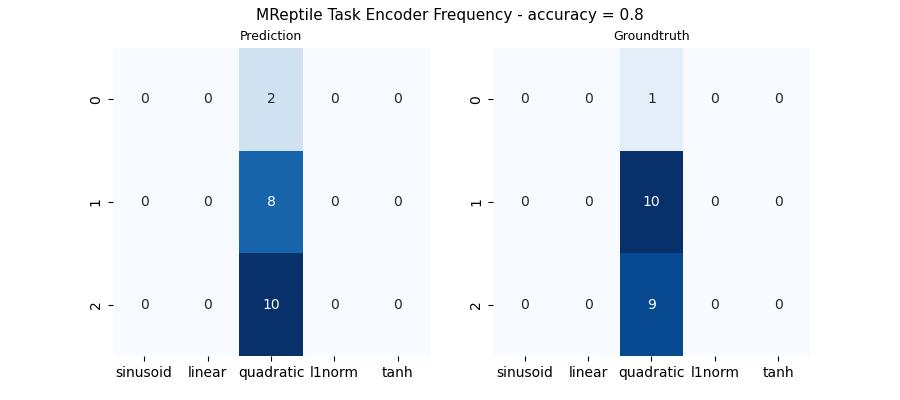 MReptile Task Encoder Frequency - accuracy = 0.8
Prediction
Groundtruth
0 0 0 2 0 0
0 0 0 1 0 0
1 0 0 8 0 0
1 0 0 10 0 0
2 0 0 10 0 0
2 0 0 9 0 0
sinusoid linear quadratic l1norm tanh
sinusoid linear quadratic l1norm tanh